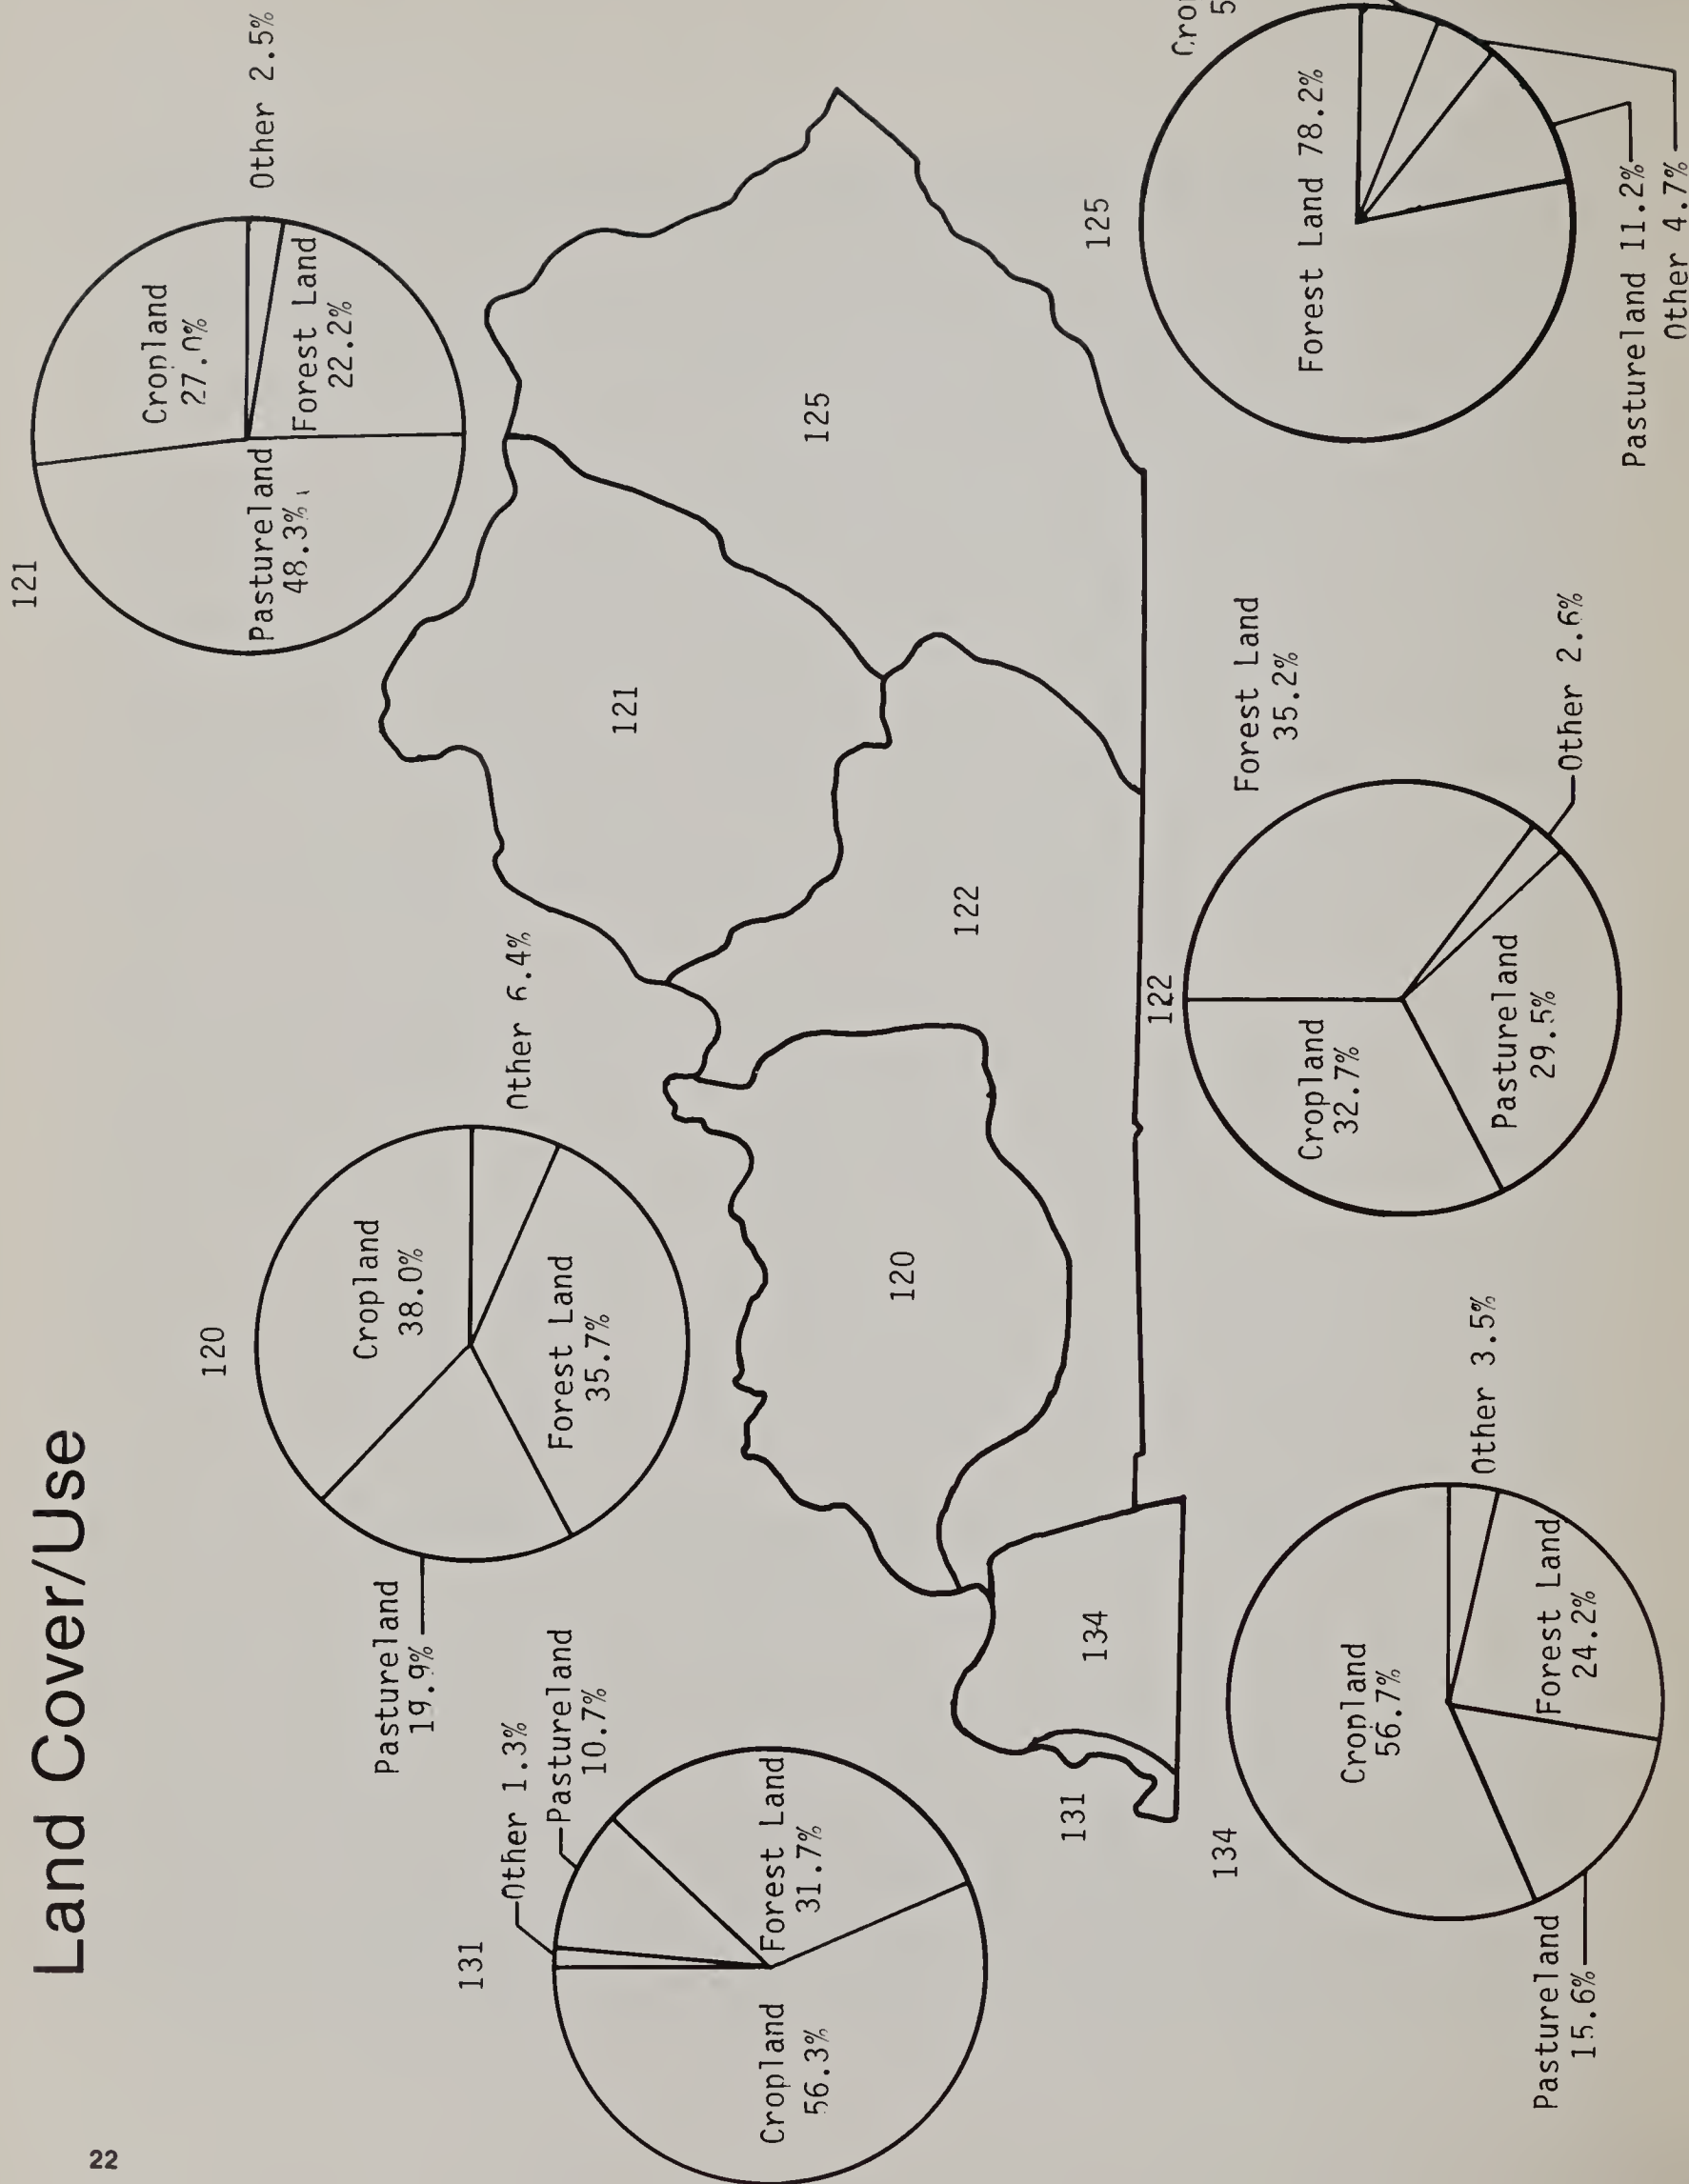 Land Cover/Use
22
121
Cropland
27.0%
Other 2.5%
Forest Land
22.2%
Pastureland
48.3%
120
Cropland
38.0%
Other 6.4%
Forest Land
35.7%
Pastureland
19.9%
131
Other 1.3%
Pastureland
10.7%
Forest Land
31.7%
Cropland
56.3%
121
125
120
122
134
131
134
Cropland
56.7%
Other 3.5%
Forest Land
24.2%
Pastureland
15.6%
122
Forest Land
35.2%
Cropland
32.7%
Pastureland
29.5%
Other 2.6%
125
Forest Land 78.2%
Pastureland 11.2%
Other 4.7%